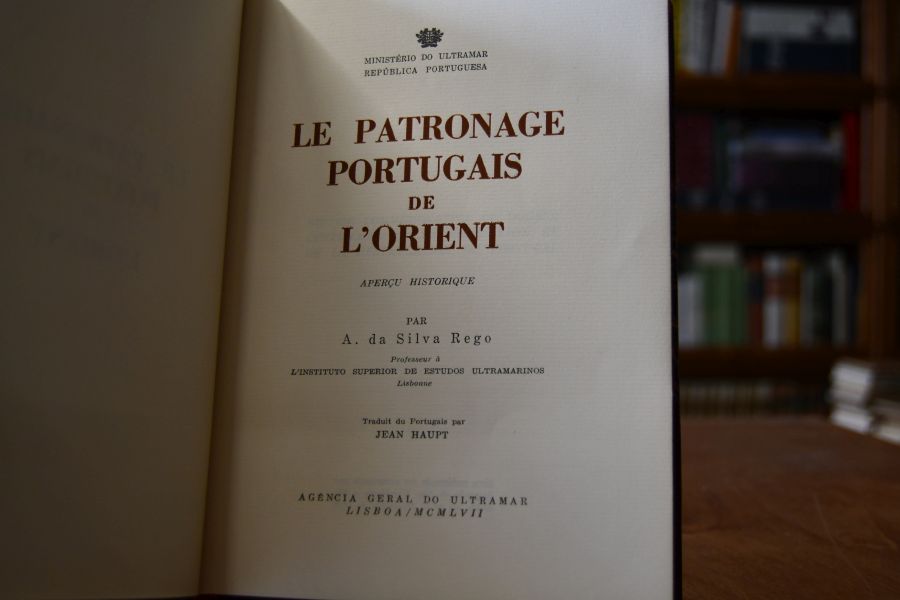 MINISTÉRIO DO ULTRAMAR
REPÚBLICA PORTUGUESA
LE PATRONAGE
PORTUGAIS
DE
L'ORIENT
APERÇU HISTORIQUE
PAR
A. da Silva Rego
Professeur à
L'INSTITUTO SUPERIOR DE ESTUDOS ULTRAMARINOS
Lisbonne
Traduit du Portugais par
JEAN HAUPT
AGÊNCIA GERAL DO ULTRAMAR
LISBOA/MCMLVII